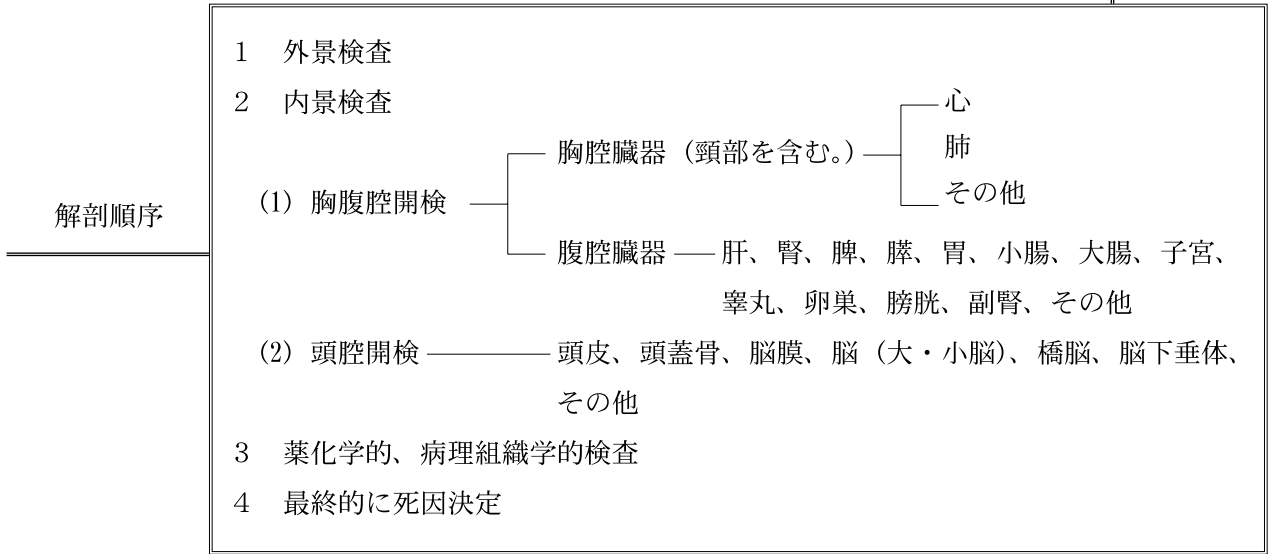 解剖順序
1 外景検査
2 内景検査
(1) 胸腹腔開検
胸腔臓器（頸部を含む。）
心
肺
その他
腹腔臓器
肝、腎、脾、膵、胃、小腸、大腸、子宮、
睾丸、卵巣、膀胱、副腎、その他
(2) 頭腔開検
頭皮、頭蓋骨、脳膜、脳（大・小脳）、橋脳、脳下垂体、
その他
3 薬化学的、病理組織学的検査
4 最終的に死因決定